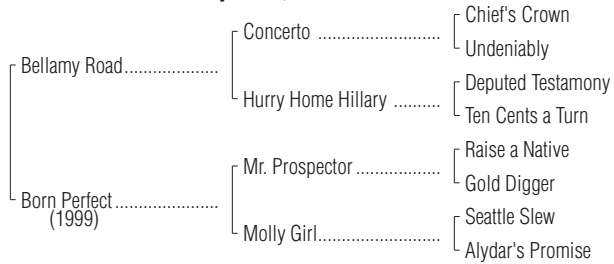 Chief's Crown
Concerto ........................
Undeniably
Bellamy Road...................
Deputed Testamony
Hurry Home Hillary ..........
Ten Cents a Turn
Raise a Native
Mr. Prospector .................
Gold Digger
Born Perfect .....................
(1999)
Seattle Slew
Molly Girl........................
Alydar's Promise